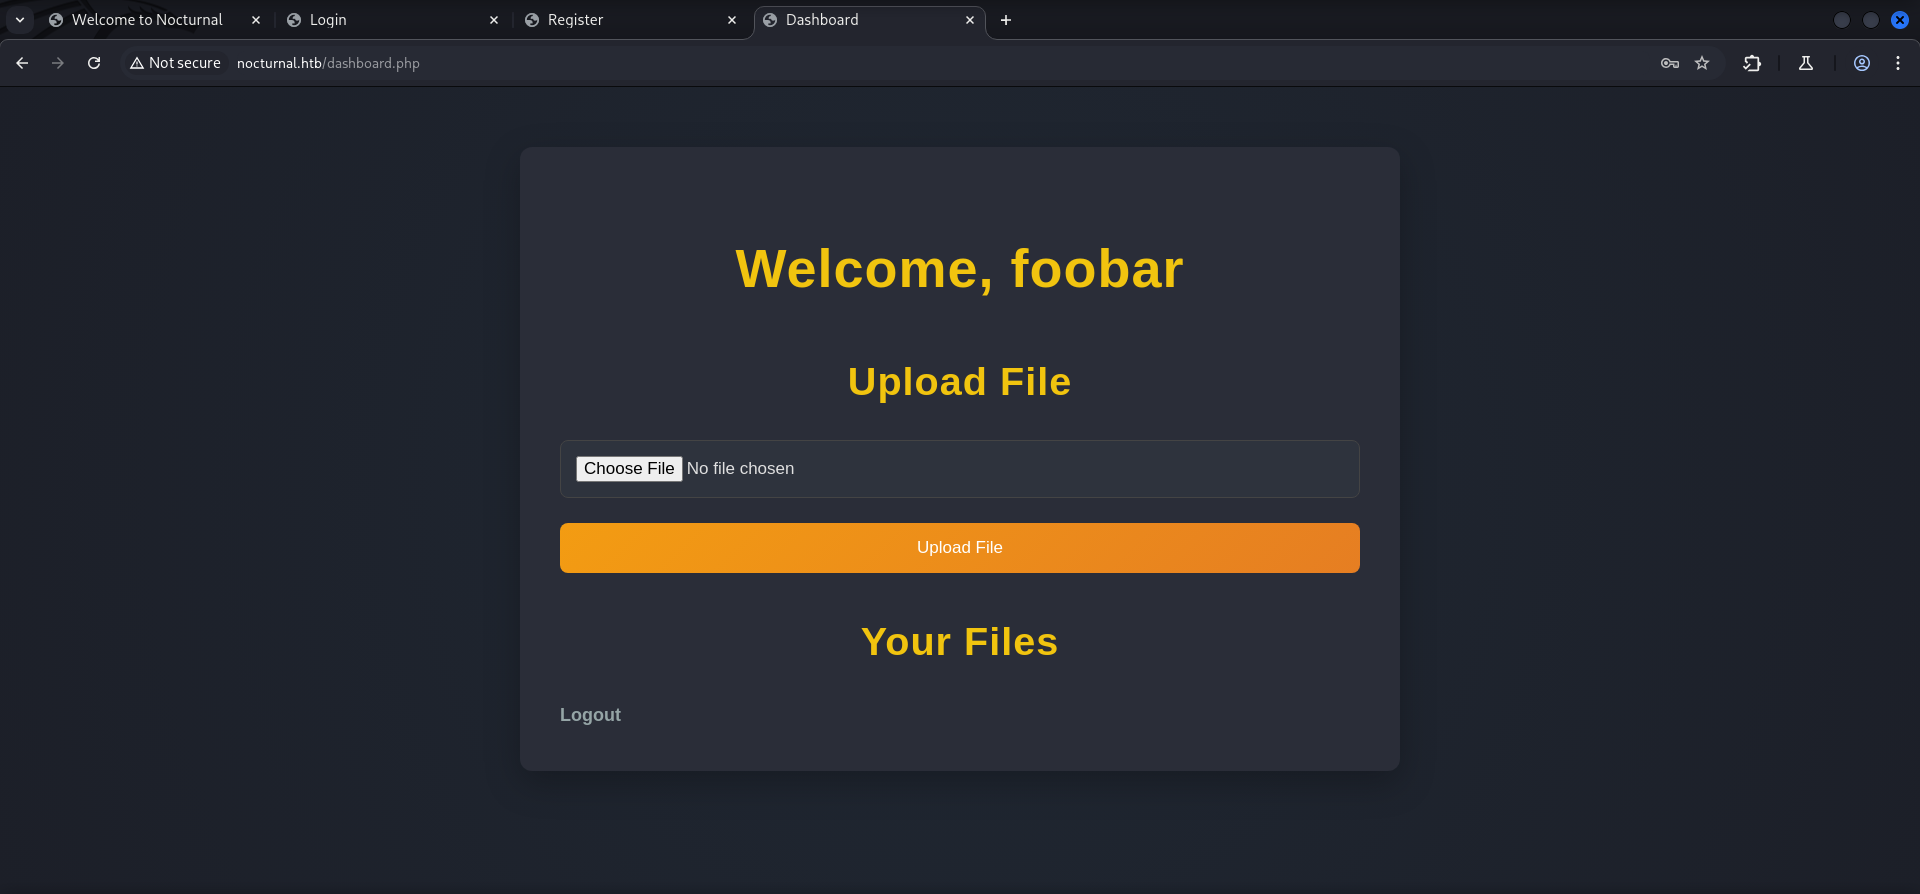 Welcome to Nocturnal
Login
Register
Dashboard
Not secure
nocturnal.htb/dashboard.php
Welcome, foobar
Upload File
Choose File No file chosen
Upload File
Your Files
Logout